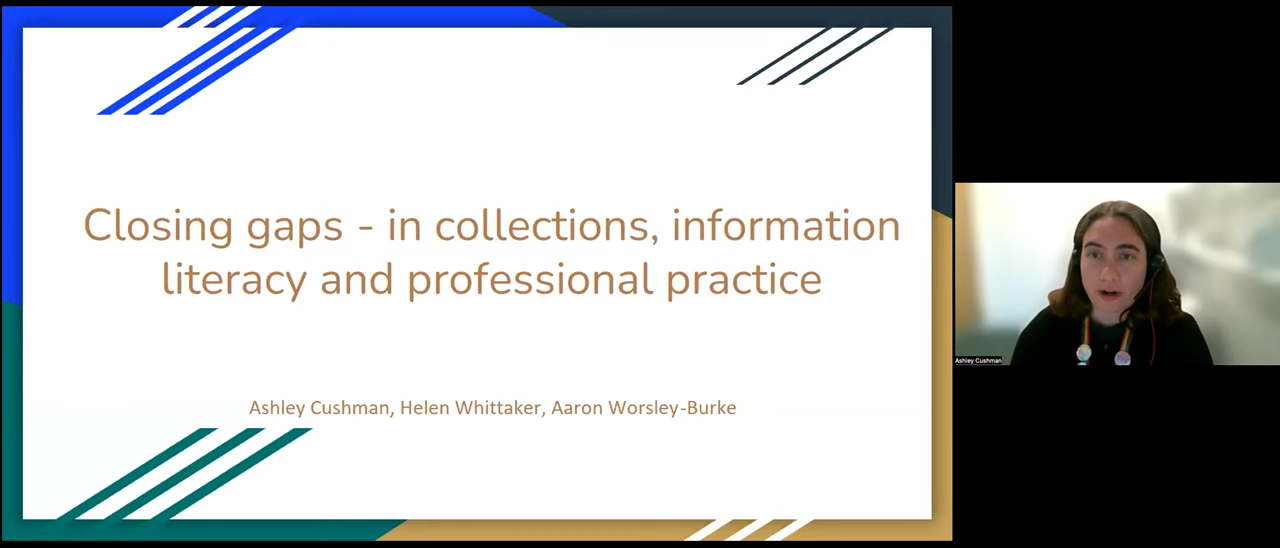 Closing gaps - in collections, information
literacy and professional practice
Ashley Cushman, Helen Whittaker, Aaron Worsley-Burke
Ashley Cushman